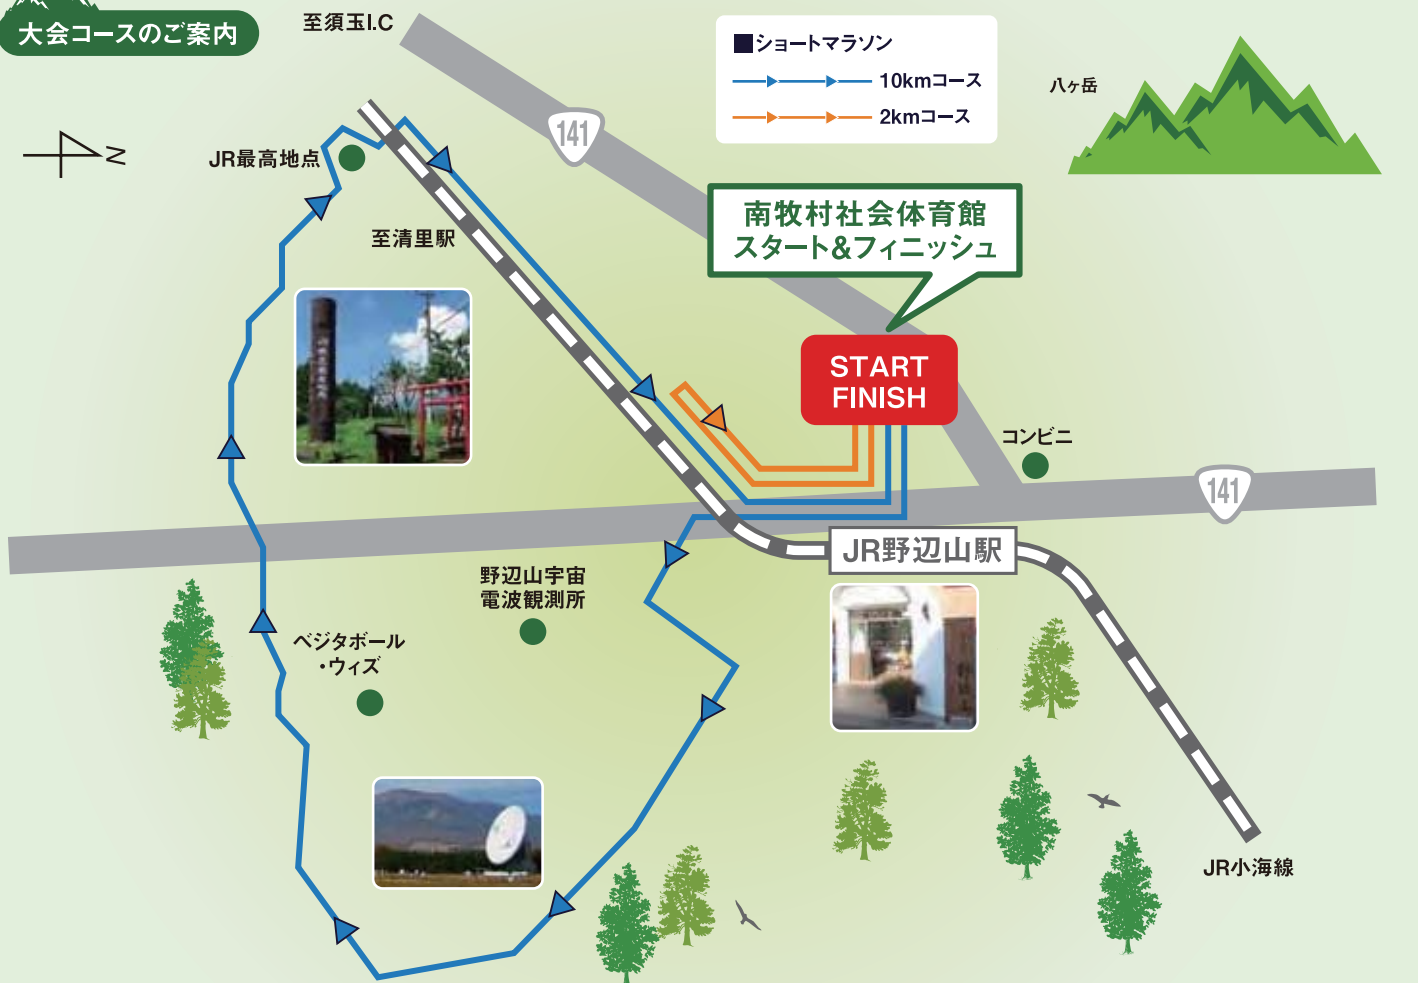 大会コースのご案内
至須玉I.C
141
■ショートマラソン
10kmコース
2kmコース
八ヶ岳
N
JR最高地点
至清里駅
南牧村社会体育館
スタート&フィニッシュ
START
FINISH
コンビニ
141
JR野辺山駅
野辺山宇宙
電波観測所
ベジタボール
・ウィズ
JR小海線